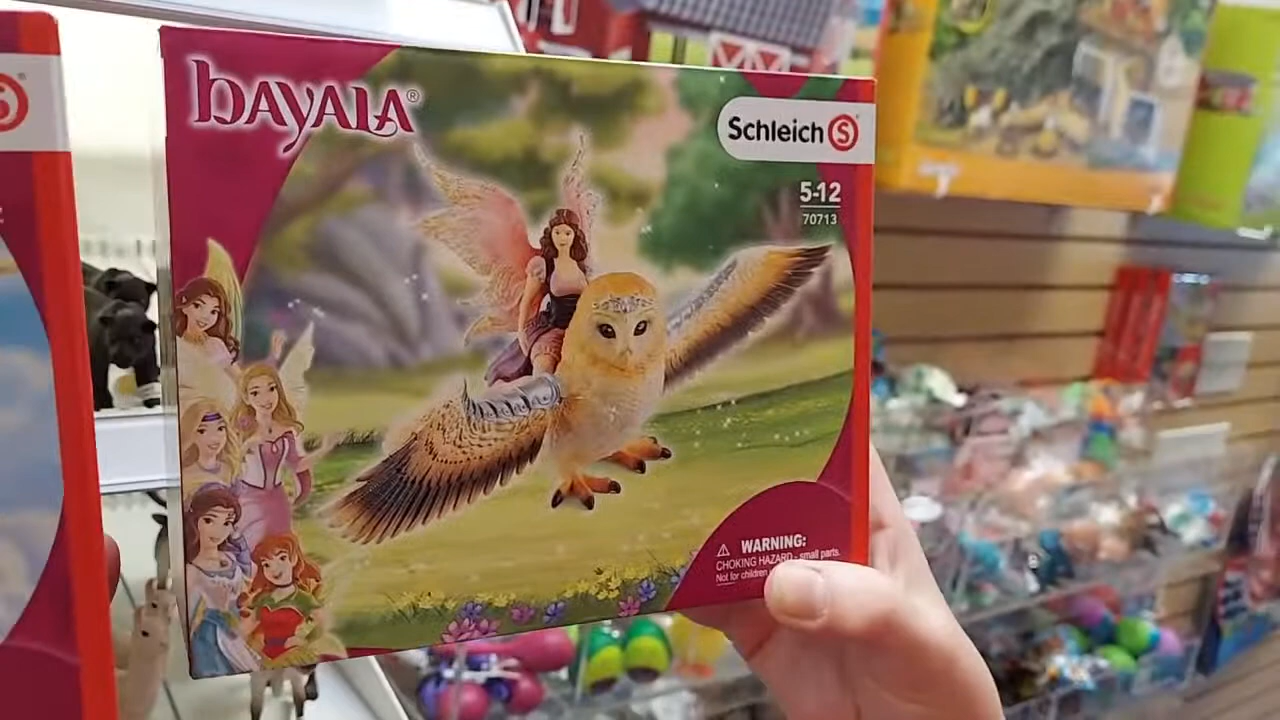 bayala®
Schleich S
5-12
70713
WARNING:
CHOKING HAZARD - small parts.
Not for children